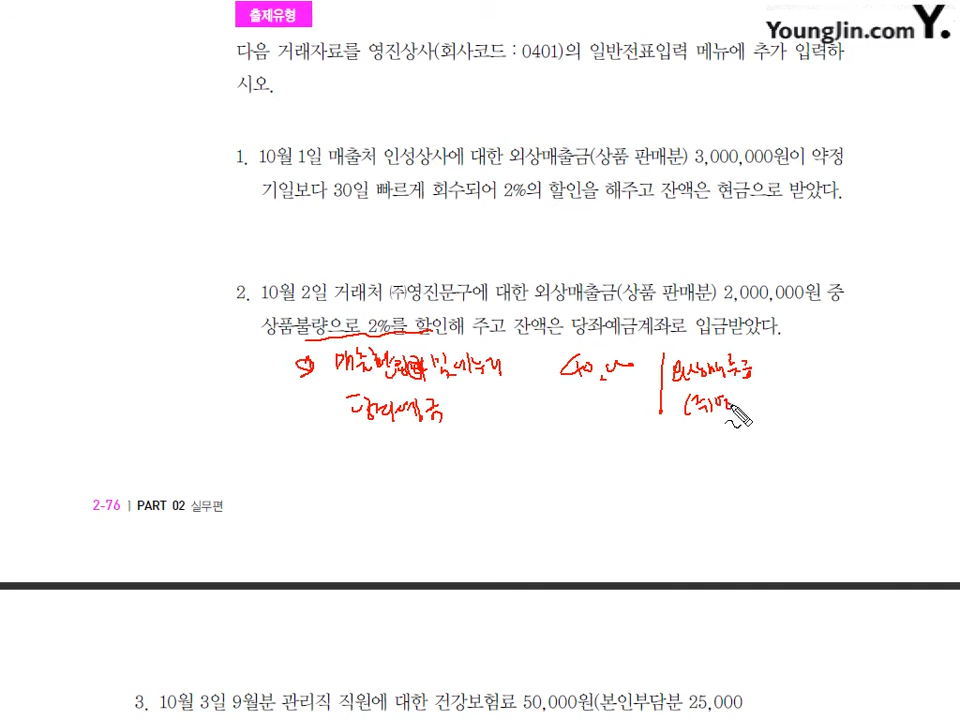 출제유형
YoungJin.com Y.
다음 거래자료를 영진상사(회사코드 : 0401)의 일반전표입력 메뉴에 추가 입력하
시오.
1. 10월 1일 매출처 인성상사에 대한 외상매출금(상품 판매분) 3,000,000원이 약정
기일보다 30일 빠르게 회수되어 2%의 할인을 해주고 잔액은 현금으로 받았다.
2. 10월 2일 거래처 ㈜영진문구에 대한 외상매출금(상품 판매분) 2,000,000원 중
상품불량으로 2%를 할인해 주고 잔액은 당좌예금계좌로 입금받았다.
매출환입 및 에누리
당좌예금
2-76 | PART 02 실무편
3. 10월 3일 9월분 관리직 직원에 대한 건강보험료 50,000원(본인부담분 25,000